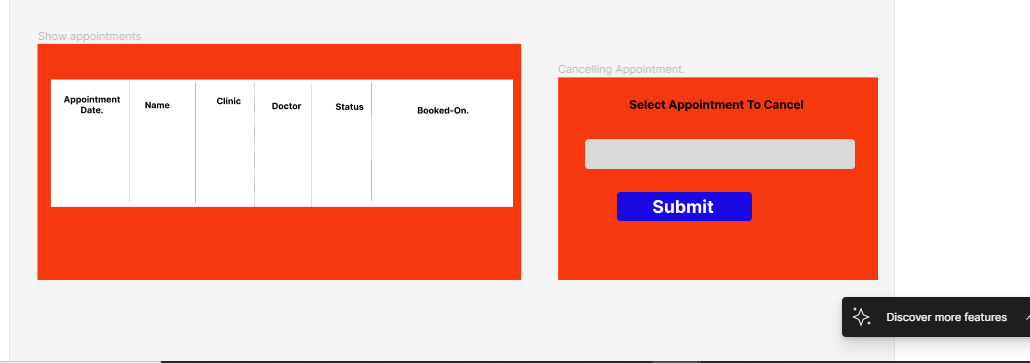 Show appointments
Appointment
Date.
Name
Clinic
Doctor
Status
Booked-On.
Cancelling Appointment.
Select Appointment To Cancel
Submit
Discover more features